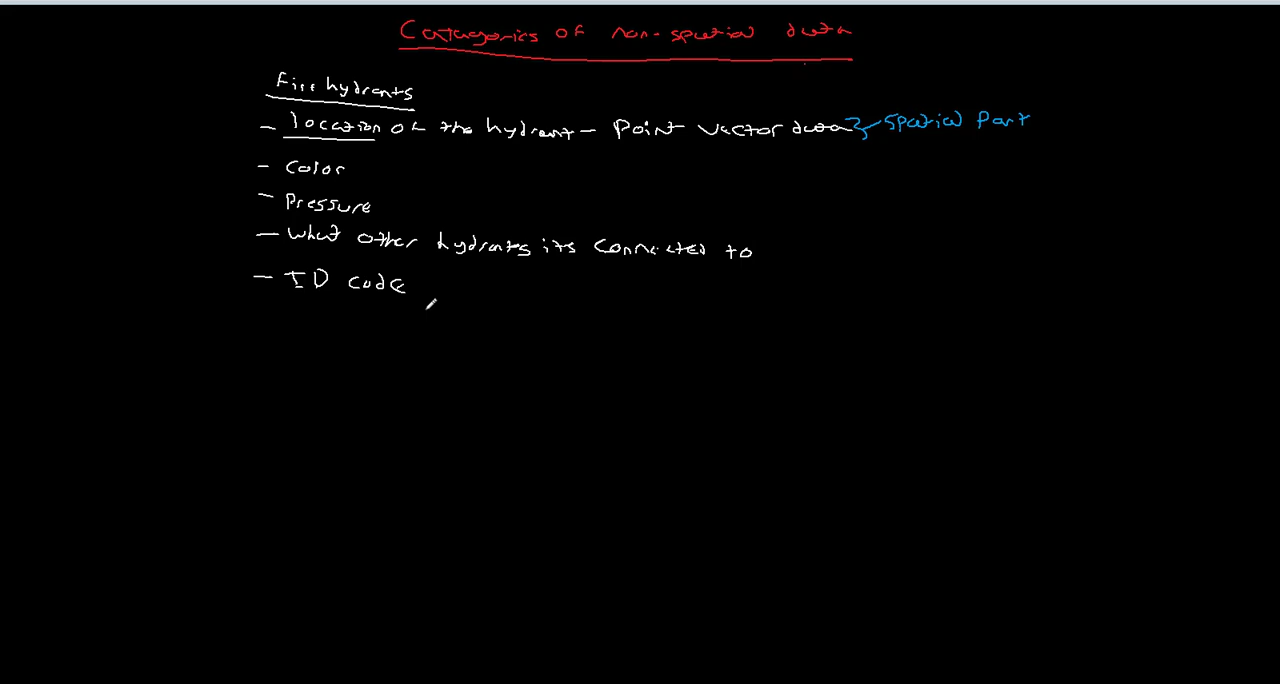 Catagories of non-spatial data
Fire hydrants
- location of the hydrant - Point vector data } spatial part
- Color
- Pressure
- what other hydrants its connected to
- ID code